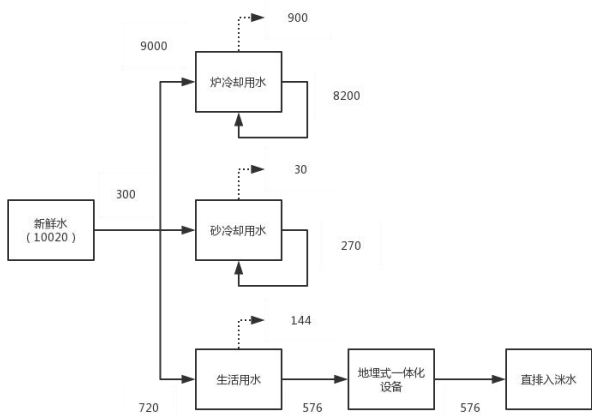 900
9000
炉冷却用水
8200
30
300
新鲜水
（10020）
砂冷却用水
270
144
生活用水
地埋式一体化
设备
直排入洣水
720
576
576